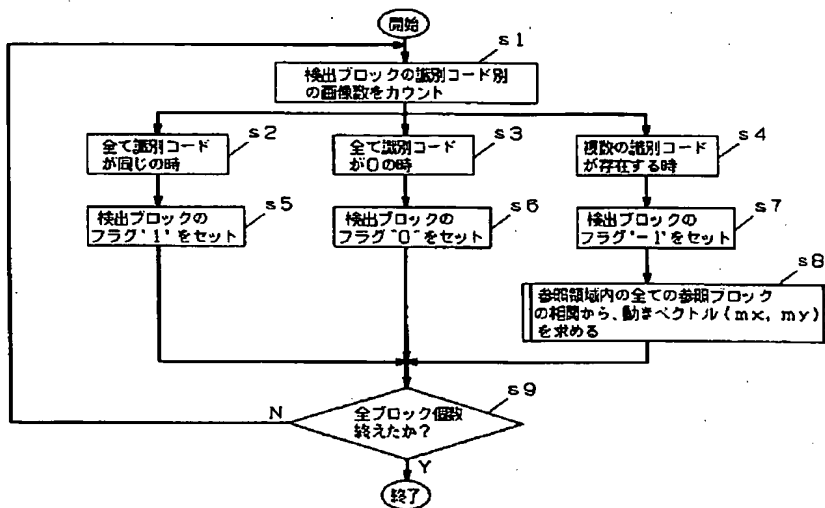 開始
s1
検出ブロックの識別コード別
の画像数をカウント
s2
全て識別コード
が同じの時
s3
全て識別コード
が0の時
s4
複数の識別コード
が存在する時
s5
検出ブロックの
フラグ"1"をセット
s6
検出ブロックの
フラグ"0"をセット
s7
検出ブロックの
フラグ"-1"をセット
s8
参照領域内の全ての参照ブロック
の相関から、動きベクトル(mx, my)
を求める
s9
全ブロック個数
終えたか?
N
Y
終了